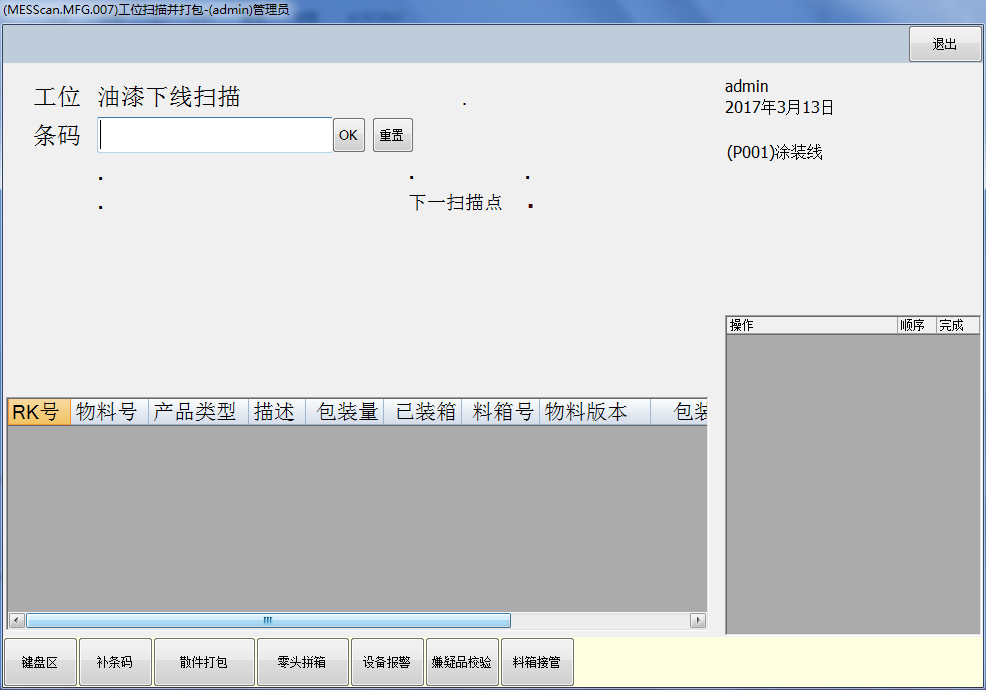 (MESScan.MFG.007)工位扫描并打包-(admin)管理员
退出
工位 油漆下线扫描 .
admin
2017年3月13日
条码 OK 重置
(P001)涂装线
. . .
. 下一扫描点 .
操作 顺序 完成
RK号 物料号 产品类型 描述 包装量 已装箱 料箱号 物料版本 包装
键盘区 补条码 散件打包 零头拼箱 设备报警 嫌疑品校验 料箱接管